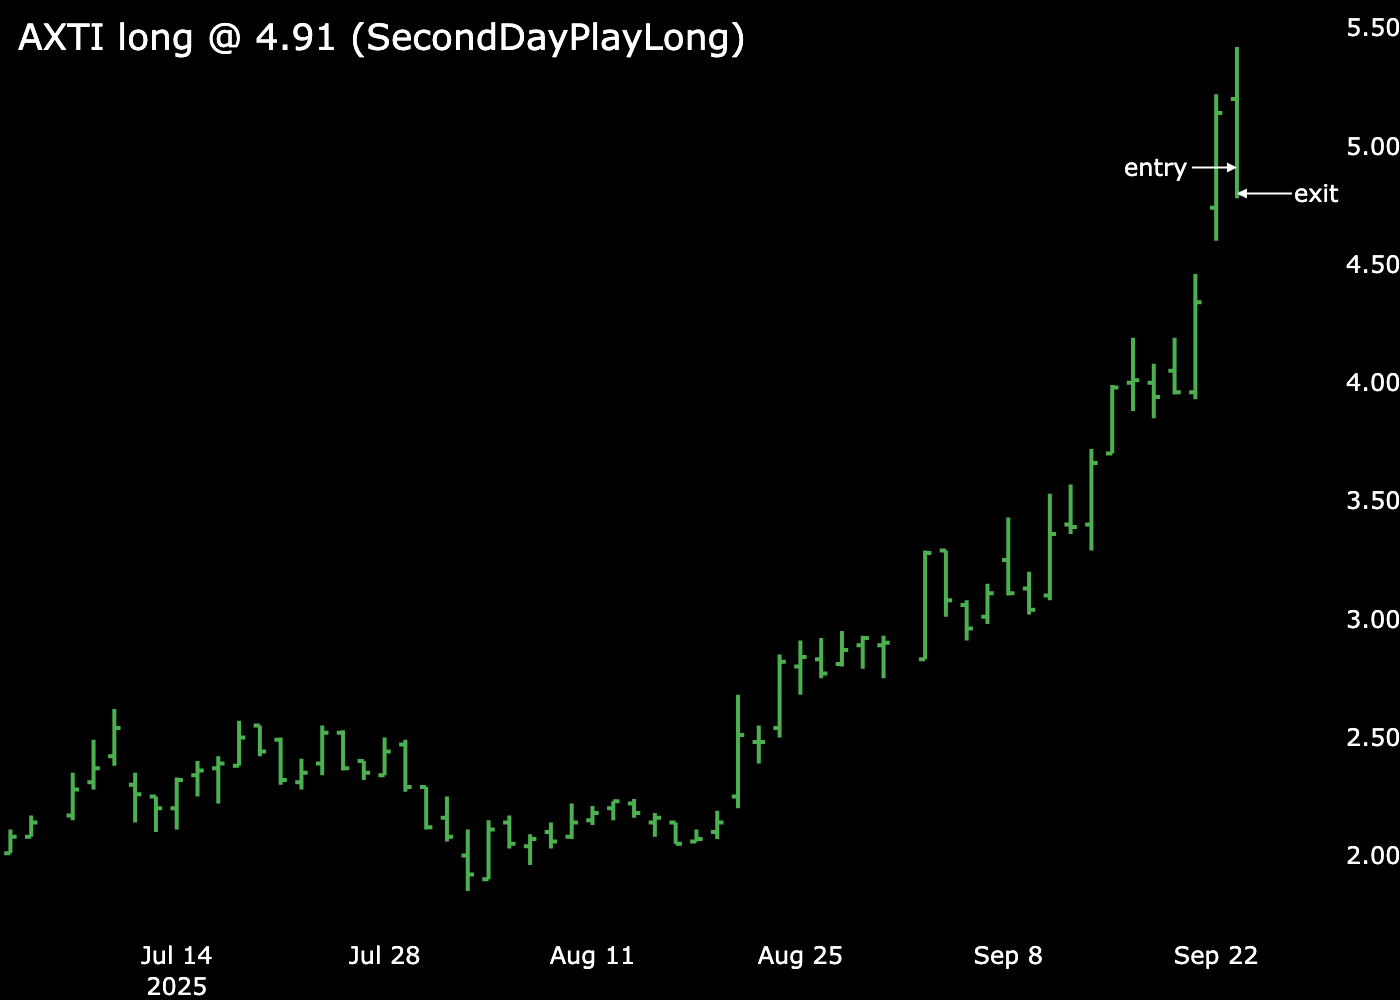 AXTI long @ 4.91 (SecondDayPlayLong)
5.50
5.00
entry
exit
4.50
4.00
3.50
3.00
2.50
2.00
Jul 14
2025
Jul 28
Aug 11
Aug 25
Sep 8
Sep 22